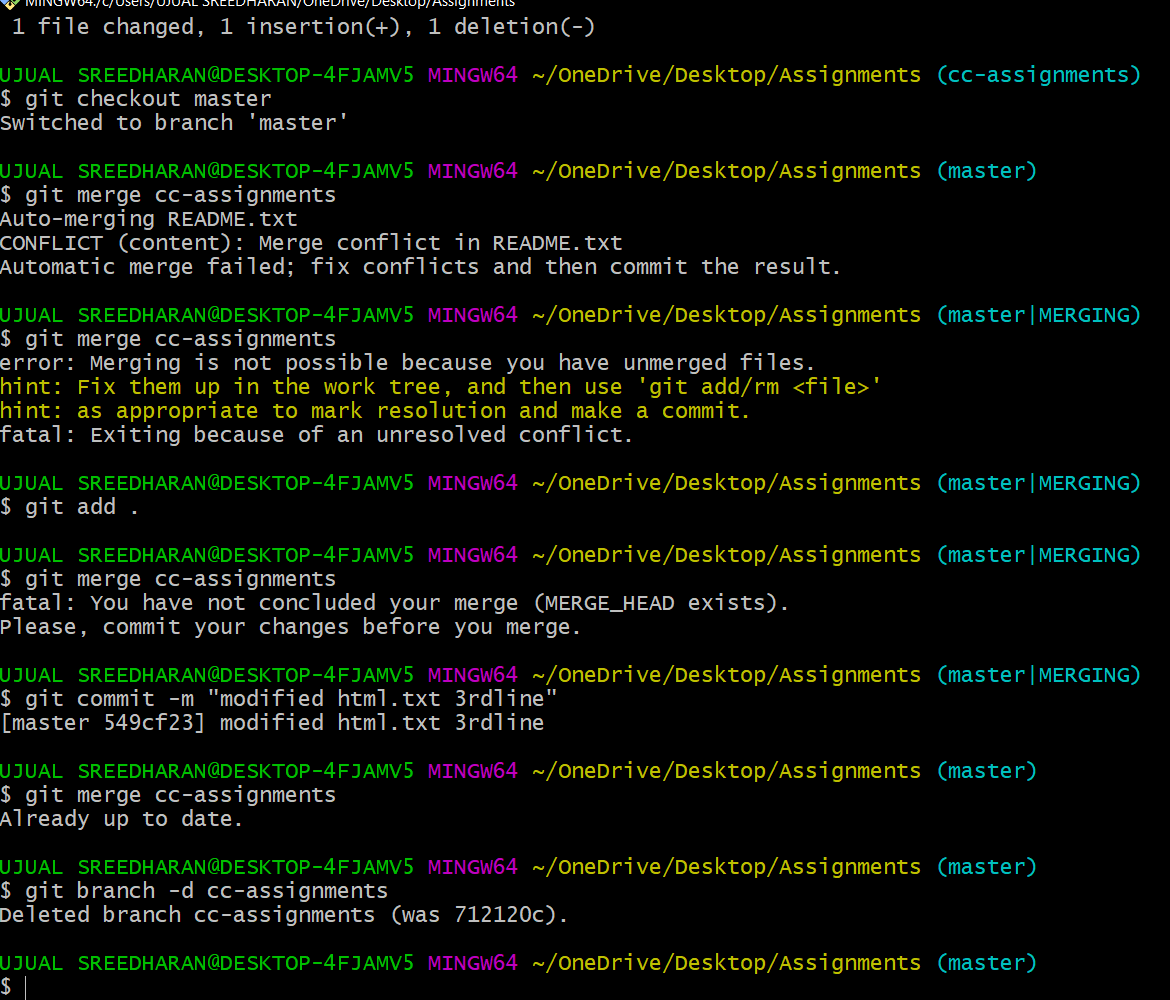 MINGW64:/c/Users/UJUAL SREEDHARAN/OneDrive/Desktop/Assignments
1 file changed, 1 insertion(+), 1 deletion(-)
UJUAL SREEDHARAN@DESKTOP-4FJAMV5 MINGW64 ~/OneDrive/Desktop/Assignments (cc-assignments)
$ git checkout master
Switched to branch 'master'
UJUAL SREEDHARAN@DESKTOP-4FJAMV5 MINGW64 ~/OneDrive/Desktop/Assignments (master)
$ git merge cc-assignments
Auto-merging README.txt
CONFLICT (content): Merge conflict in README.txt
Automatic merge failed; fix conflicts and then commit the result.
UJUAL SREEDHARAN@DESKTOP-4FJAMV5 MINGW64 ~/OneDrive/Desktop/Assignments (master|MERGING)
$ git merge cc-assignments
error: Merging is not possible because you have unmerged files.
hint: Fix them up in the work tree, and then use 'git add/rm <file>'
hint: as appropriate to mark resolution and make a commit.
fatal: Exiting because of an unresolved conflict.
UJUAL SREEDHARAN@DESKTOP-4FJAMV5 MINGW64 ~/OneDrive/Desktop/Assignments (master|MERGING)
$ git add .
UJUAL SREEDHARAN@DESKTOP-4FJAMV5 MINGW64 ~/OneDrive/Desktop/Assignments (master|MERGING)
$ git merge cc-assignments
fatal: You have not concluded your merge (MERGE_HEAD exists).
Please, commit your changes before you merge.
UJUAL SREEDHARAN@DESKTOP-4FJAMV5 MINGW64 ~/OneDrive/Desktop/Assignments (master|MERGING)
$ git commit -m "modified html.txt 3rdline"
[master 549cf23] modified html.txt 3rdline
UJUAL SREEDHARAN@DESKTOP-4FJAMV5 MINGW64 ~/OneDrive/Desktop/Assignments (master)
$ git merge cc-assignments
Already up to date.
UJUAL SREEDHARAN@DESKTOP-4FJAMV5 MINGW64 ~/OneDrive/Desktop/Assignments (master)
$ git branch -d cc-assignments
Deleted branch cc-assignments (was 712120c).
UJUAL SREEDHARAN@DESKTOP-4FJAMV5 MINGW64 ~/OneDrive/Desktop/Assignments (master)
$